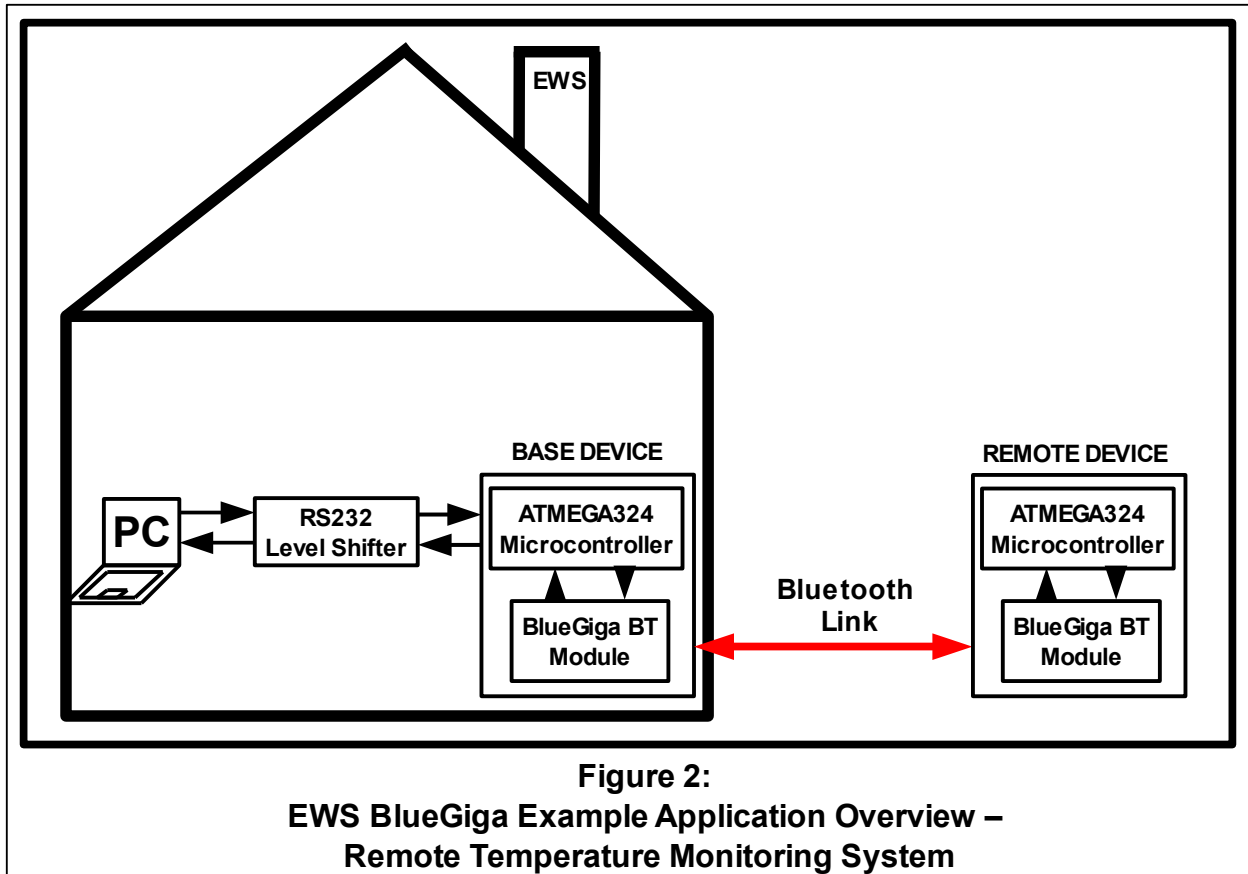 EWS
BASE DEVICE
REMOTE DEVICE
PC
RS232
Level Shifter
ATMEGA324
Microcontroller
BlueGiga BT
Module
Bluetooth
Link
ATMEGA324
Microcontroller
BlueGiga BT
Module
Figure 2:
EWS BlueGiga Example Application Overview –
Remote Temperature Monitoring System